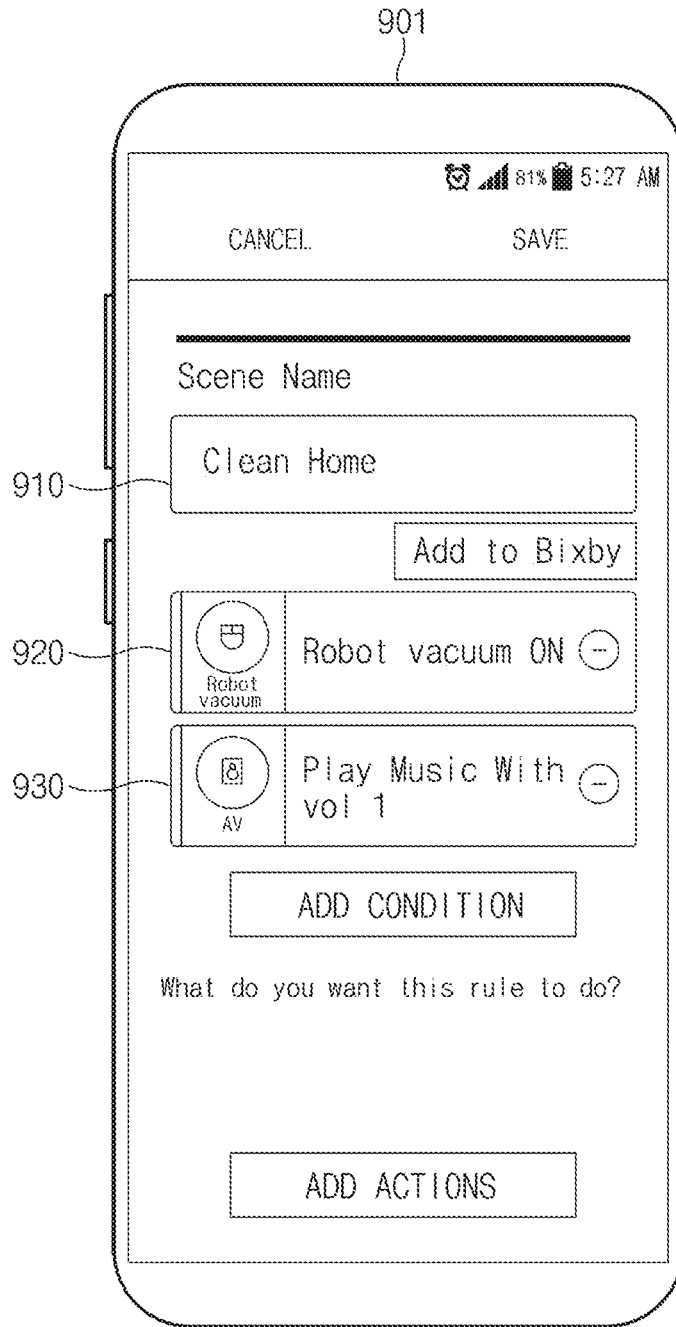 901
81% 5:27 AM
CANCEL SAVE
Scene Name
910
Clean Home
Add to Bixby
920
Robot vacuum
Robot vacuum ON
930
AV
Play Music With
vol 1
ADD CONDITION
What do you want this rule to do?
ADD ACTIONS